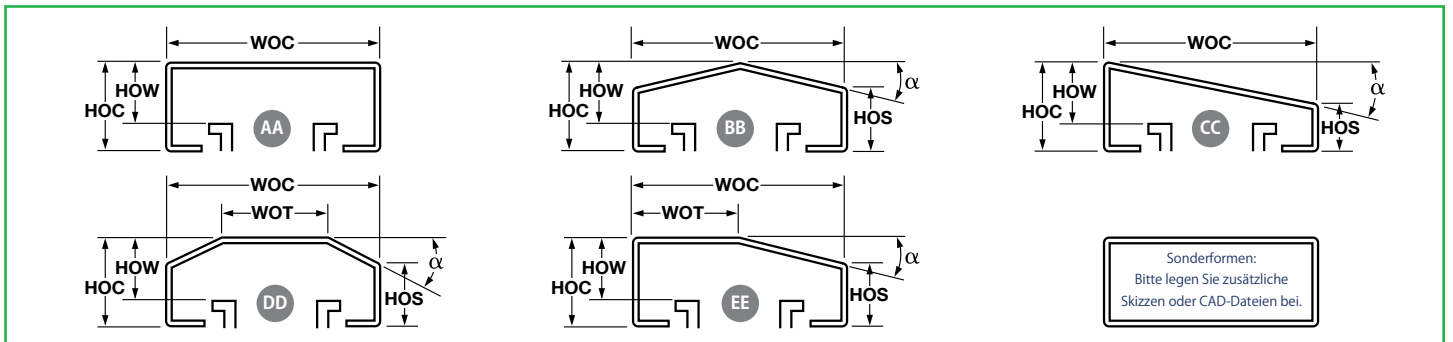 WOC
HOC
HOW
AA
WOC
HOC
HOW
α
HOS
BB
WOC
HOC
HOW
α
HOS
CC
WOC
WOT
HOC
HOW
α
HOS
DD
WOC
WOT
HOC
HOW
α
HOS
EE
Sonderformen:
Bitte legen Sie zusätzliche
Skizzen oder CAD-Dateien bei.